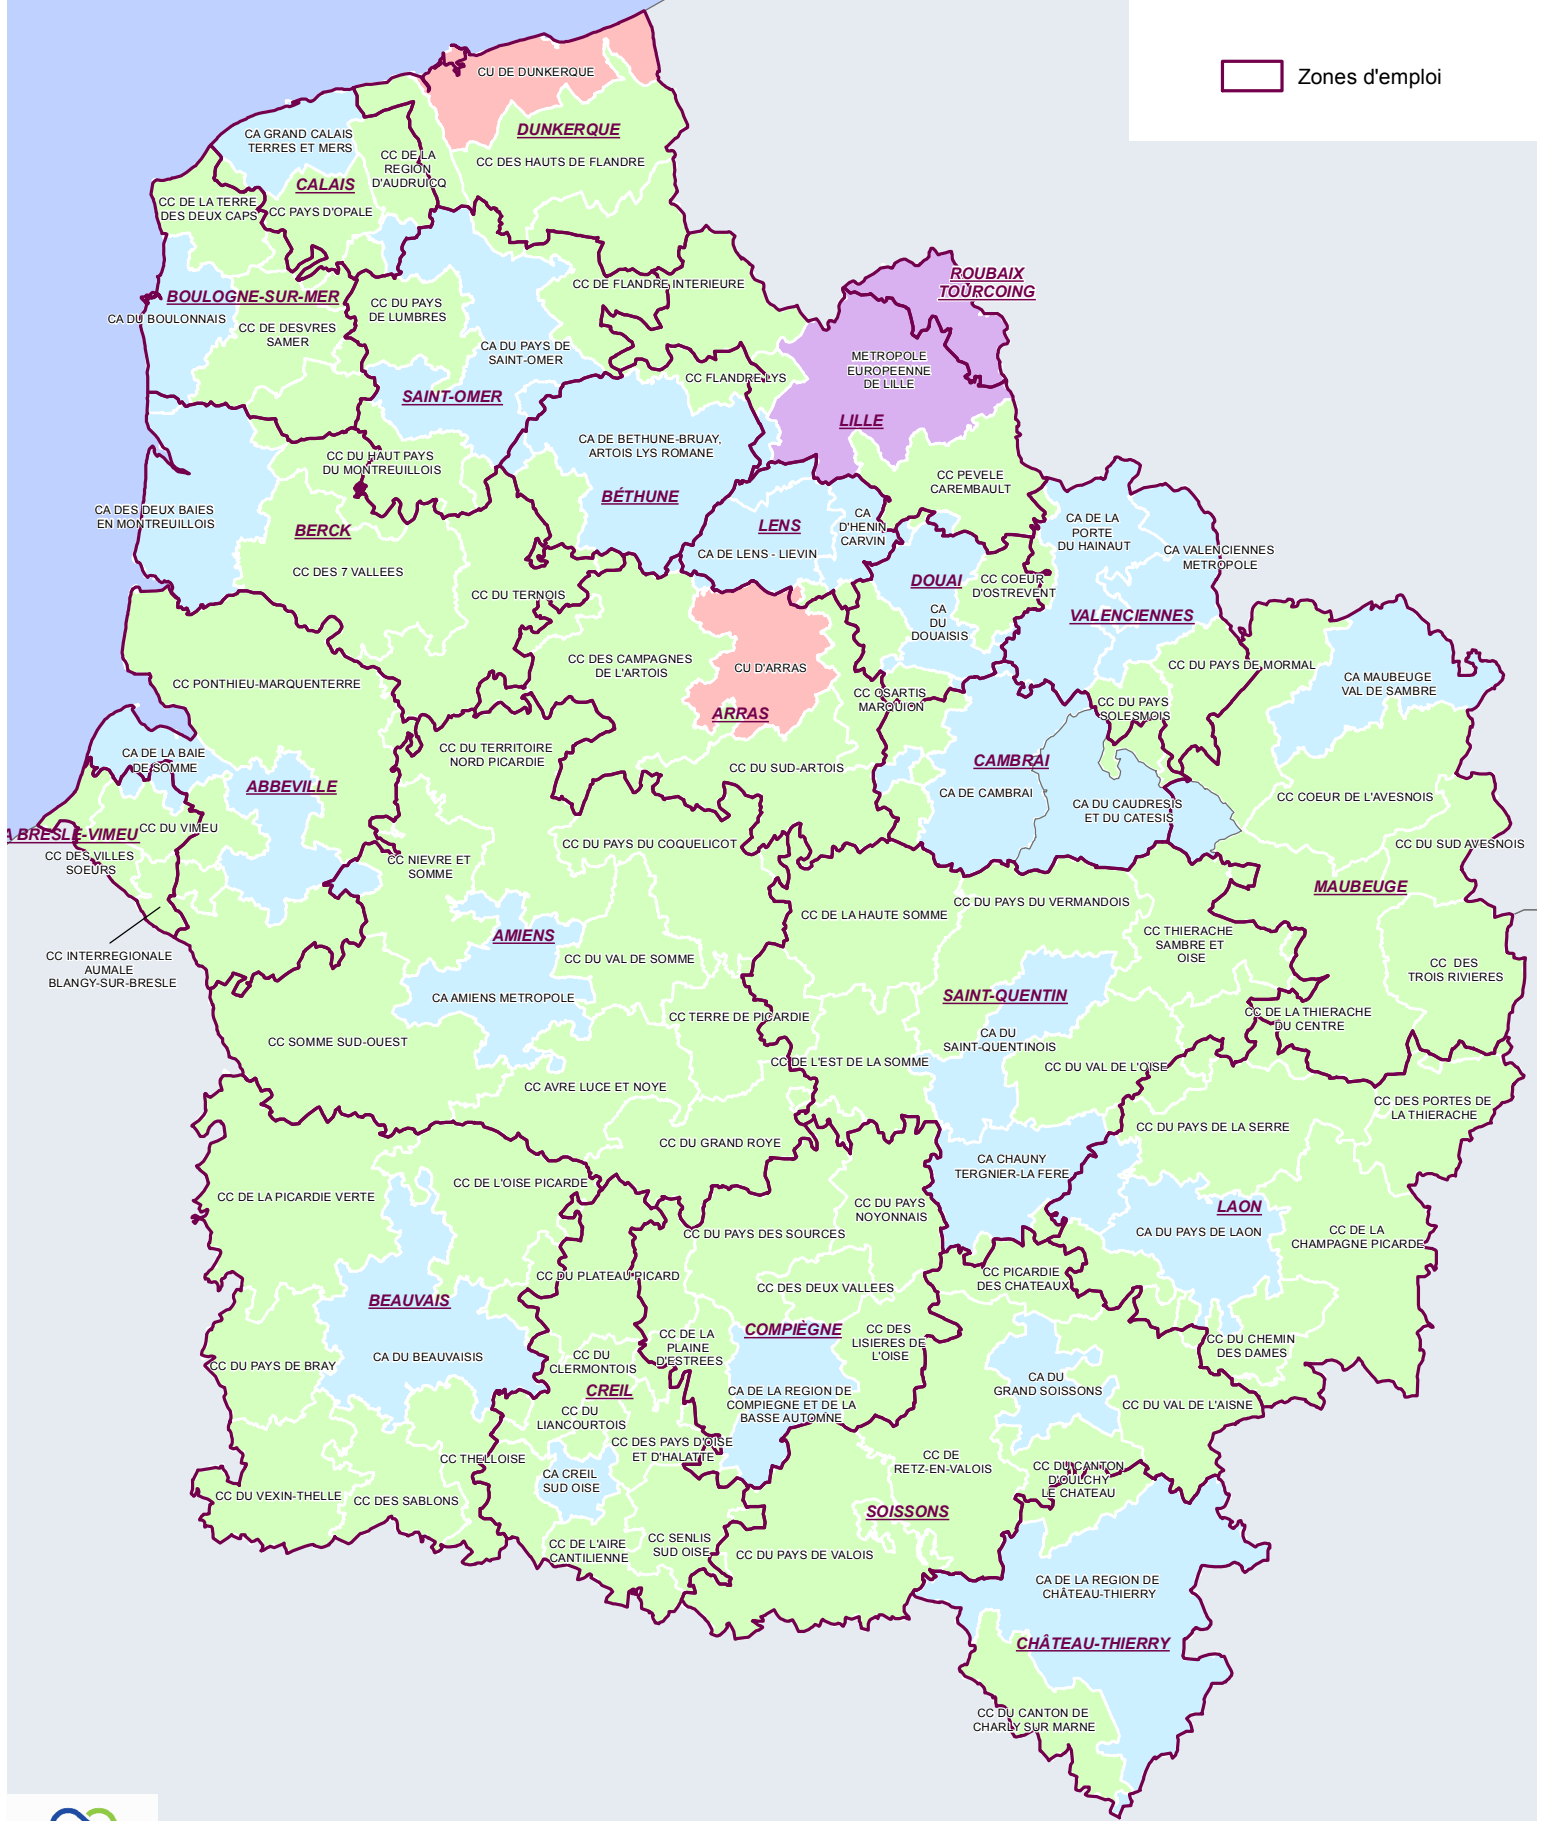 Zones d'emploi
CU DE DUNKERQUE
DUNKERQUE
CC DES HAUTS DE FLANDRE
CA GRAND CALAIS
TERRES ET MERS
CC DE LA
REGION
D'AUDRUICQ
CALAIS
CC DE LA TERRE
DES DEUX CAPS
CC PAYS D'OPALE
BOULOGNE-SUR-MER
CA DU BOULONNAIS
CC DE DESVRES
SAMER
CC DU PAYS
DE LUMBRES
CC DE FLANDRE INTERIEURE
ROUBAIX
TOURCOING
CA DU PAYS DE
SAINT-OMER
SAINT-OMER
CC FLANDRE LYS
METROPOLE
EUROPEENNE
DE LILLE
LILLE
CA DE BETHUNE-BRUAY,
ARTOIS LYS ROMANE
BÉTHUNE
CC DU HAUT PAYS
DU MONTREUILLOIS
CA DES DEUX BAIES
EN MONTREUILLOIS
BERCK
CC DES 7 VALLEES
CC DU TERNOIS
CC PEVELE
CAREMBAULT
LENS
CA DE LENS - LIEVIN
CA
D'HENIN
CARVIN
CA DE LA
PORTE
DU HAINAUT
CA VALENCIENNES
METROPOLE
DOUAI
CC COEUR
D'OSTREVENT
CA
DU
DOUAISIS
VALENCIENNES
CC DES CAMPAGNES
DE L'ARTOIS
CU D'ARRAS
ARRAS
CC OSARTIS
MARQUION
CC DU PAYS DE MORMAL
CA MAUBEUGE
VAL DE SAMBRE
CC DU PAYS
SOLESMOIS
CC PONTHIEU-MARQUENTERRE
CC DU TERRITOIRE
NORD PICARDIE
CC DU SUD-ARTOIS
CAMBRAI
CA DE CAMBRAI
CA DU CAUDRESIS
ET DU CATESIS
CC COEUR DE L'AVESNOIS
CA DE LA BAIE
DE SOMME
ABBEVILLE
A BRESLE-VIMEU
CC DU VIMEU
CC DES VILLES
SOEURS
CC NIEVRE ET
SOMME
CC DU PAYS DU COQUELICOT
CC DU SUD AVESNOIS
MAUBEUGE
CC INTERREGIONALE
AUMALE
BLANGY-SUR-BRESLE
AMIENS
CC DU VAL DE SOMME
CA AMIENS METROPOLE
CC DE LA HAUTE SOMME
CC DU PAYS DU VERMANDOIS
CC THIERACHE
SAMBRE ET
OISE
CC DES
TROIS RIVIERES
SAINT-QUENTIN
CC SOMME SUD-OUEST
CC TERRE DE PICARDIE
CA DU
SAINT-QUENTINOIS
CC DE LA THIERACHE
DU CENTRE
CC DE L'EST DE LA SOMME
CC DU VAL DE L'OISE
CC AVRE LUCE ET NOYE
CC DES PORTES DE
LA THIERACHE
CC DU GRAND ROYE
CC DU PAYS DE LA SERRE
CA CHAUNY
TERGNIER-LA FERE
CC DE LA PICARDIE VERTE
CC DE L'OISE PICARDE
CC DU PAYS
NOYONNAIS
LAON
CA DU PAYS DE LAON
CC DE LA
CHAMPAGNE PICARDE
CC DU PAYS DES SOURCES
CC DU PLATEAU PICARD
CC DES DEUX VALLEES
CC PICARDIE
DES CHATEAUX
BEAUVAIS
CA DU BEAUVAISIS
COMPIÈGNE
CC DE LA
PLAINE
D'ESTREES
CC DES
LISIERES DE
L'OISE
CC DU CHEMIN
DES DAMES
CC DU PAYS DE BRAY
CC DU
CLERMONTOIS
CREIL
CA DE LA REGION DE
COMPIEGNE ET DE LA
BASSE AUTOMNE
CA DU
GRAND SOISSONS
CC DU VAL DE L'AISNE
CC DU
LIANCOURTOIS
CC DES PAYS D'OISE
ET D'HALATTE
CC THELLOISE
CA CREIL
SUD OISE
CC DE
RETZ-EN-VALOIS
CC DU CANTON
D'OULCHY
LE CHATEAU
CC DU VEXIN-THELLE
CC DES SABLONS
SOISSONS
CC DE L'AIRE
CANTILIENNE
CC SENLIS
SUD OISE
CC DU PAYS DE VALOIS
CA DE LA REGION DE
CHÂTEAU-THIERRY
CHÂTEAU-THIERRY
CC DU CANTON DE
CHARLY SUR MARNE